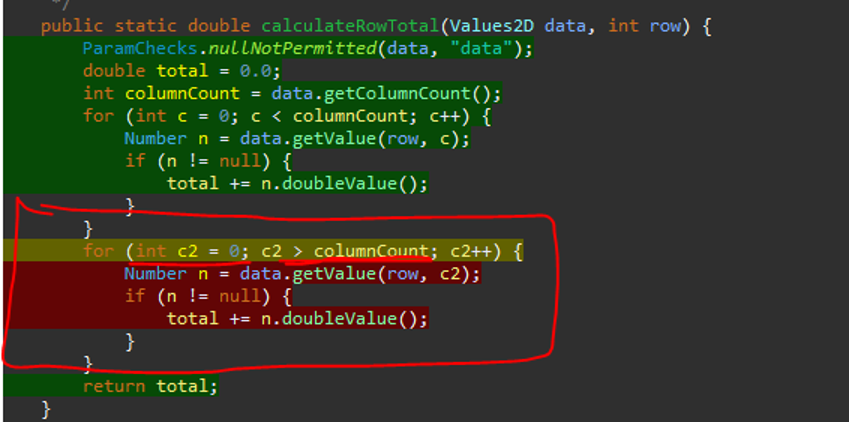 */
public static double calculateRowTotal(Values2D data, int row) {
ParamChecks.nullNotPermitted(data, "data");
double total = 0.0;
int columnCount = data.getColumnCount();
for (int c = 0; c < columnCount; c++) {
Number n = data.getValue(row, c);
if (n != null) {
total += n.doubleValue();
}
}
for (int c2 = 0; c2 > columnCount; c2++) {
Number n = data.getValue(row, c2);
if (n != null) {
total += n.doubleValue();
}
}
return total;
}